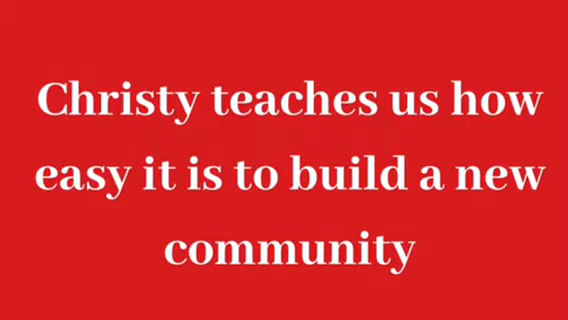 Christy teaches us how
easy it is to build a new
community